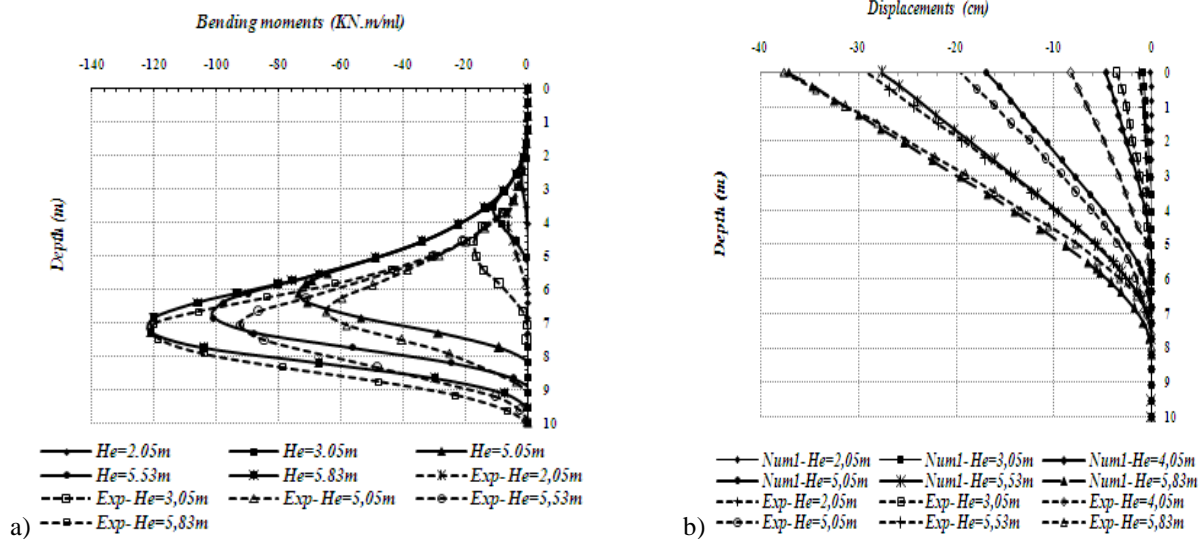 Bending moments (KN.m/ml)
-140 -120 -100 -80 -60 -40 -20 0
0
1
2
3
4
5
6
7
8
9
10
Depth (m)
He=2.05m He=3.05m He=5.05m
He=5.53m He=5.83m Exp- He=2,05m
Exp- He=3,05m Exp- He=5,05m Exp- He=5,53m
Exp- He=5,83m
a)
Displacements (cm)
-40 -30 -20 -10 0
0
1
2
3
4
5
6
7
8
9
10
Depth (m)
Num1- He=2,05m Num1- He=3,05m Num1-He=4,05m
Num1-He=5,05m Num1-He=5,53m Num1-He=5,83m
Exp- He=2,05m Exp- He=3,05m Exp- He=4,05m
Exp- He=5,05m Exp- He=5,53m Exp- He=5,83m
b)